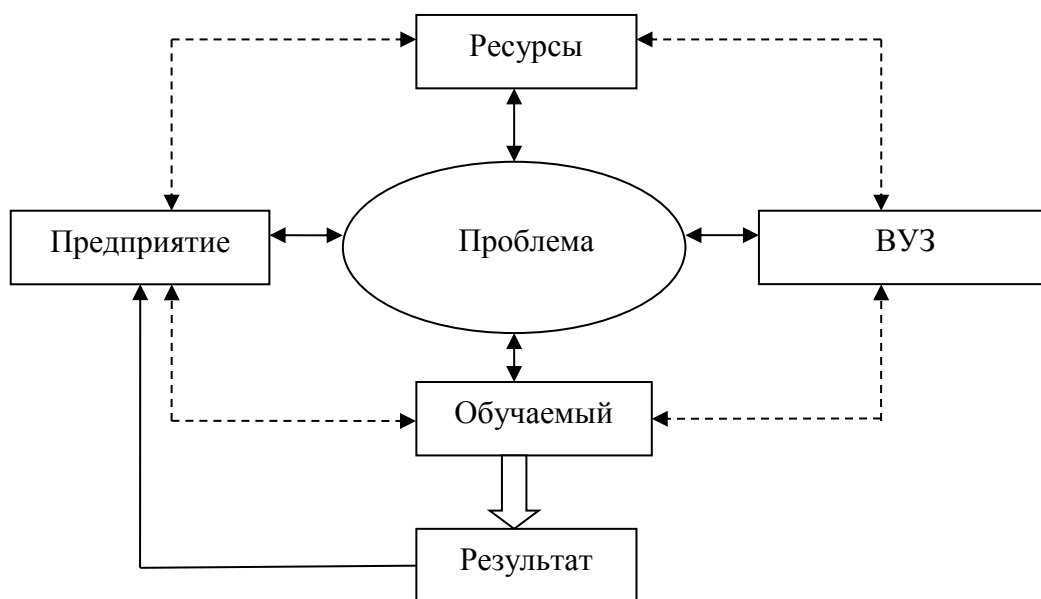 Ресурсы
Предприятие
Проблема
ВУЗ
Обучаемый
Результат